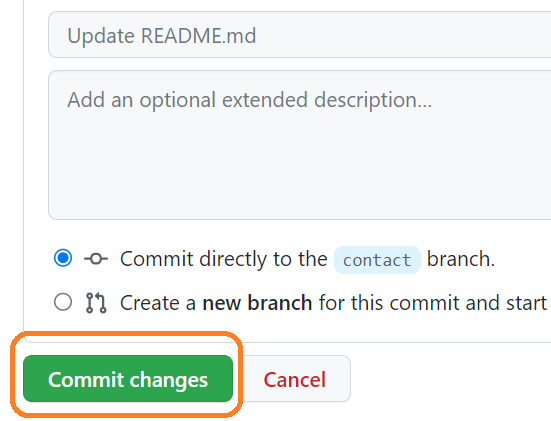 Update README.md
Add an optional extended description...
Commit directly to the contact branch.
Create a new branch for this commit and start
Commit changes
Cancel